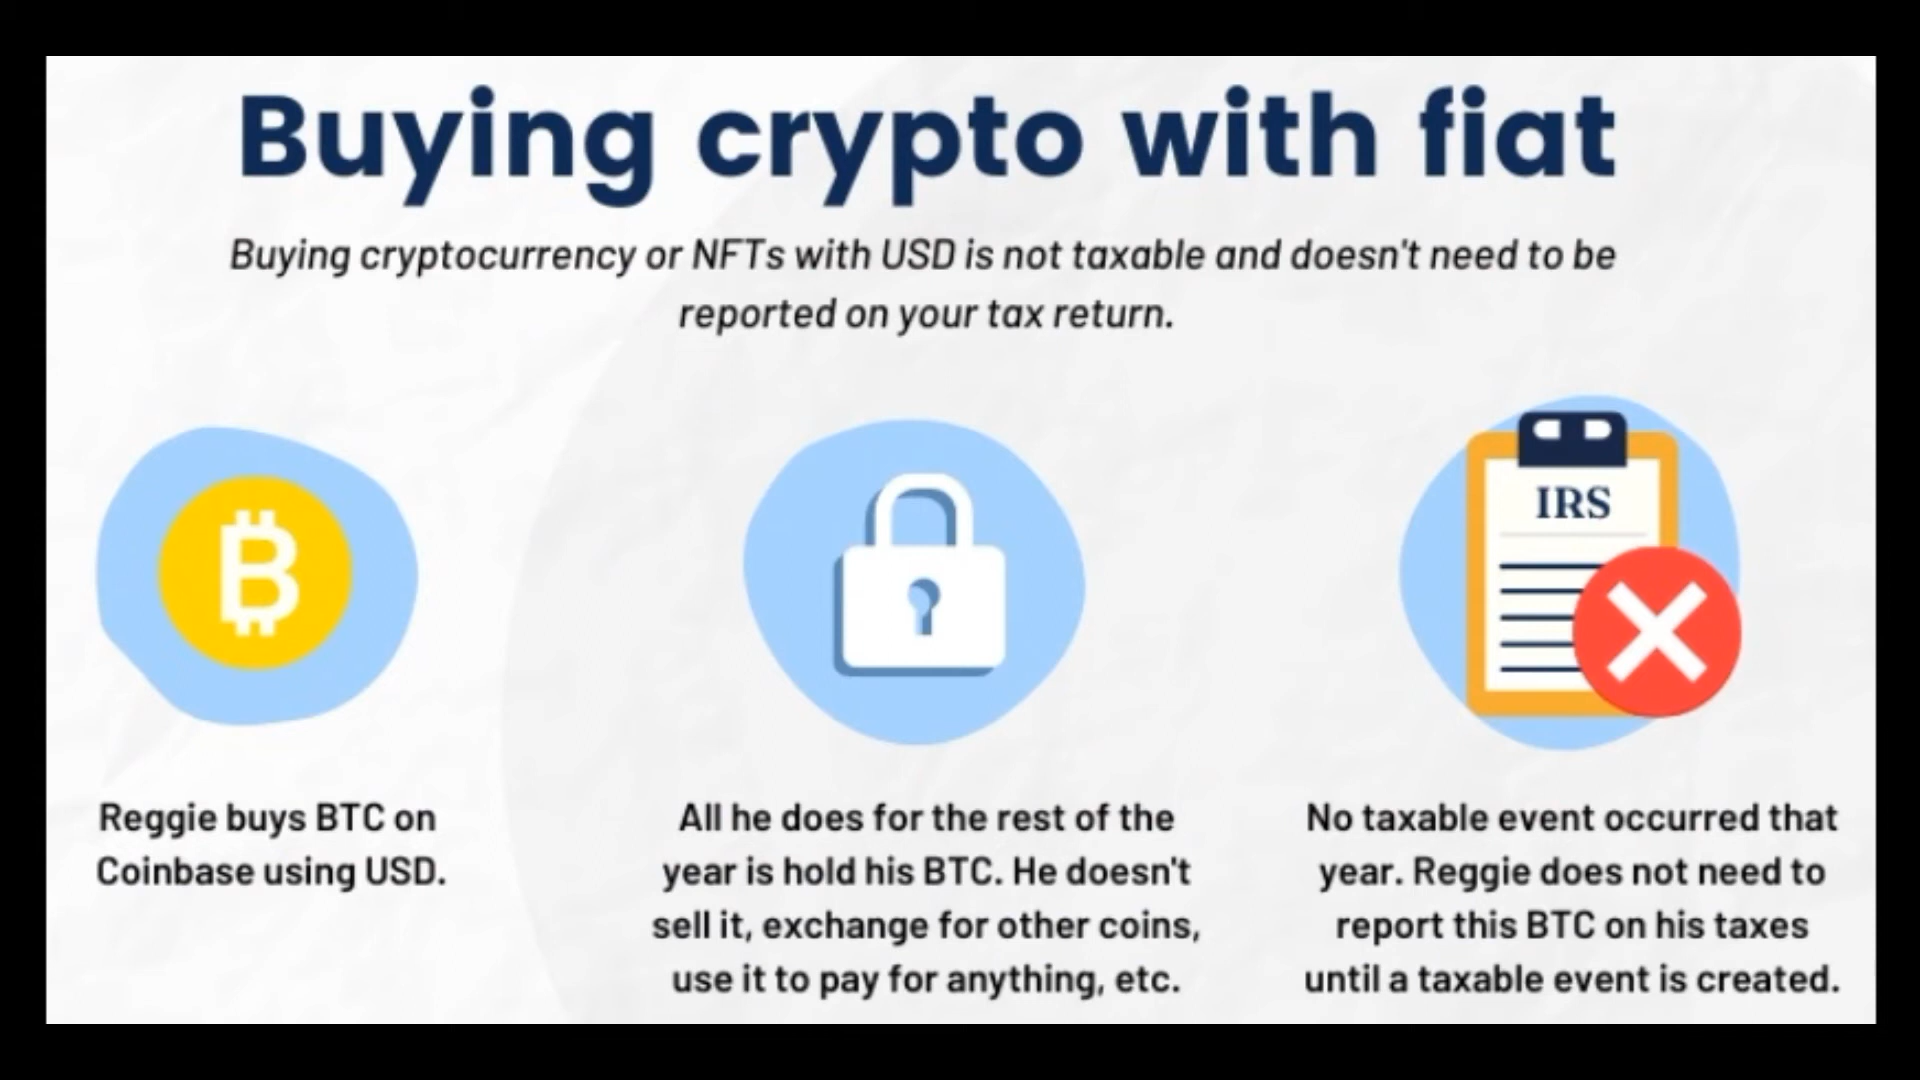 Buying crypto with fiat
Buying cryptocurrency or NFTs with USD is not taxable and doesn't need to be
reported on your tax return.
IRS
Reggie buys BTC on
Coinbase using USD.
All he does for the rest of the
year is hold his BTC. He doesn't
sell it, exchange for other coins,
use it to pay for anything, etc.
No taxable event occurred that
year. Reggie does not need to
report this BTC on his taxes
until a taxable event is created.